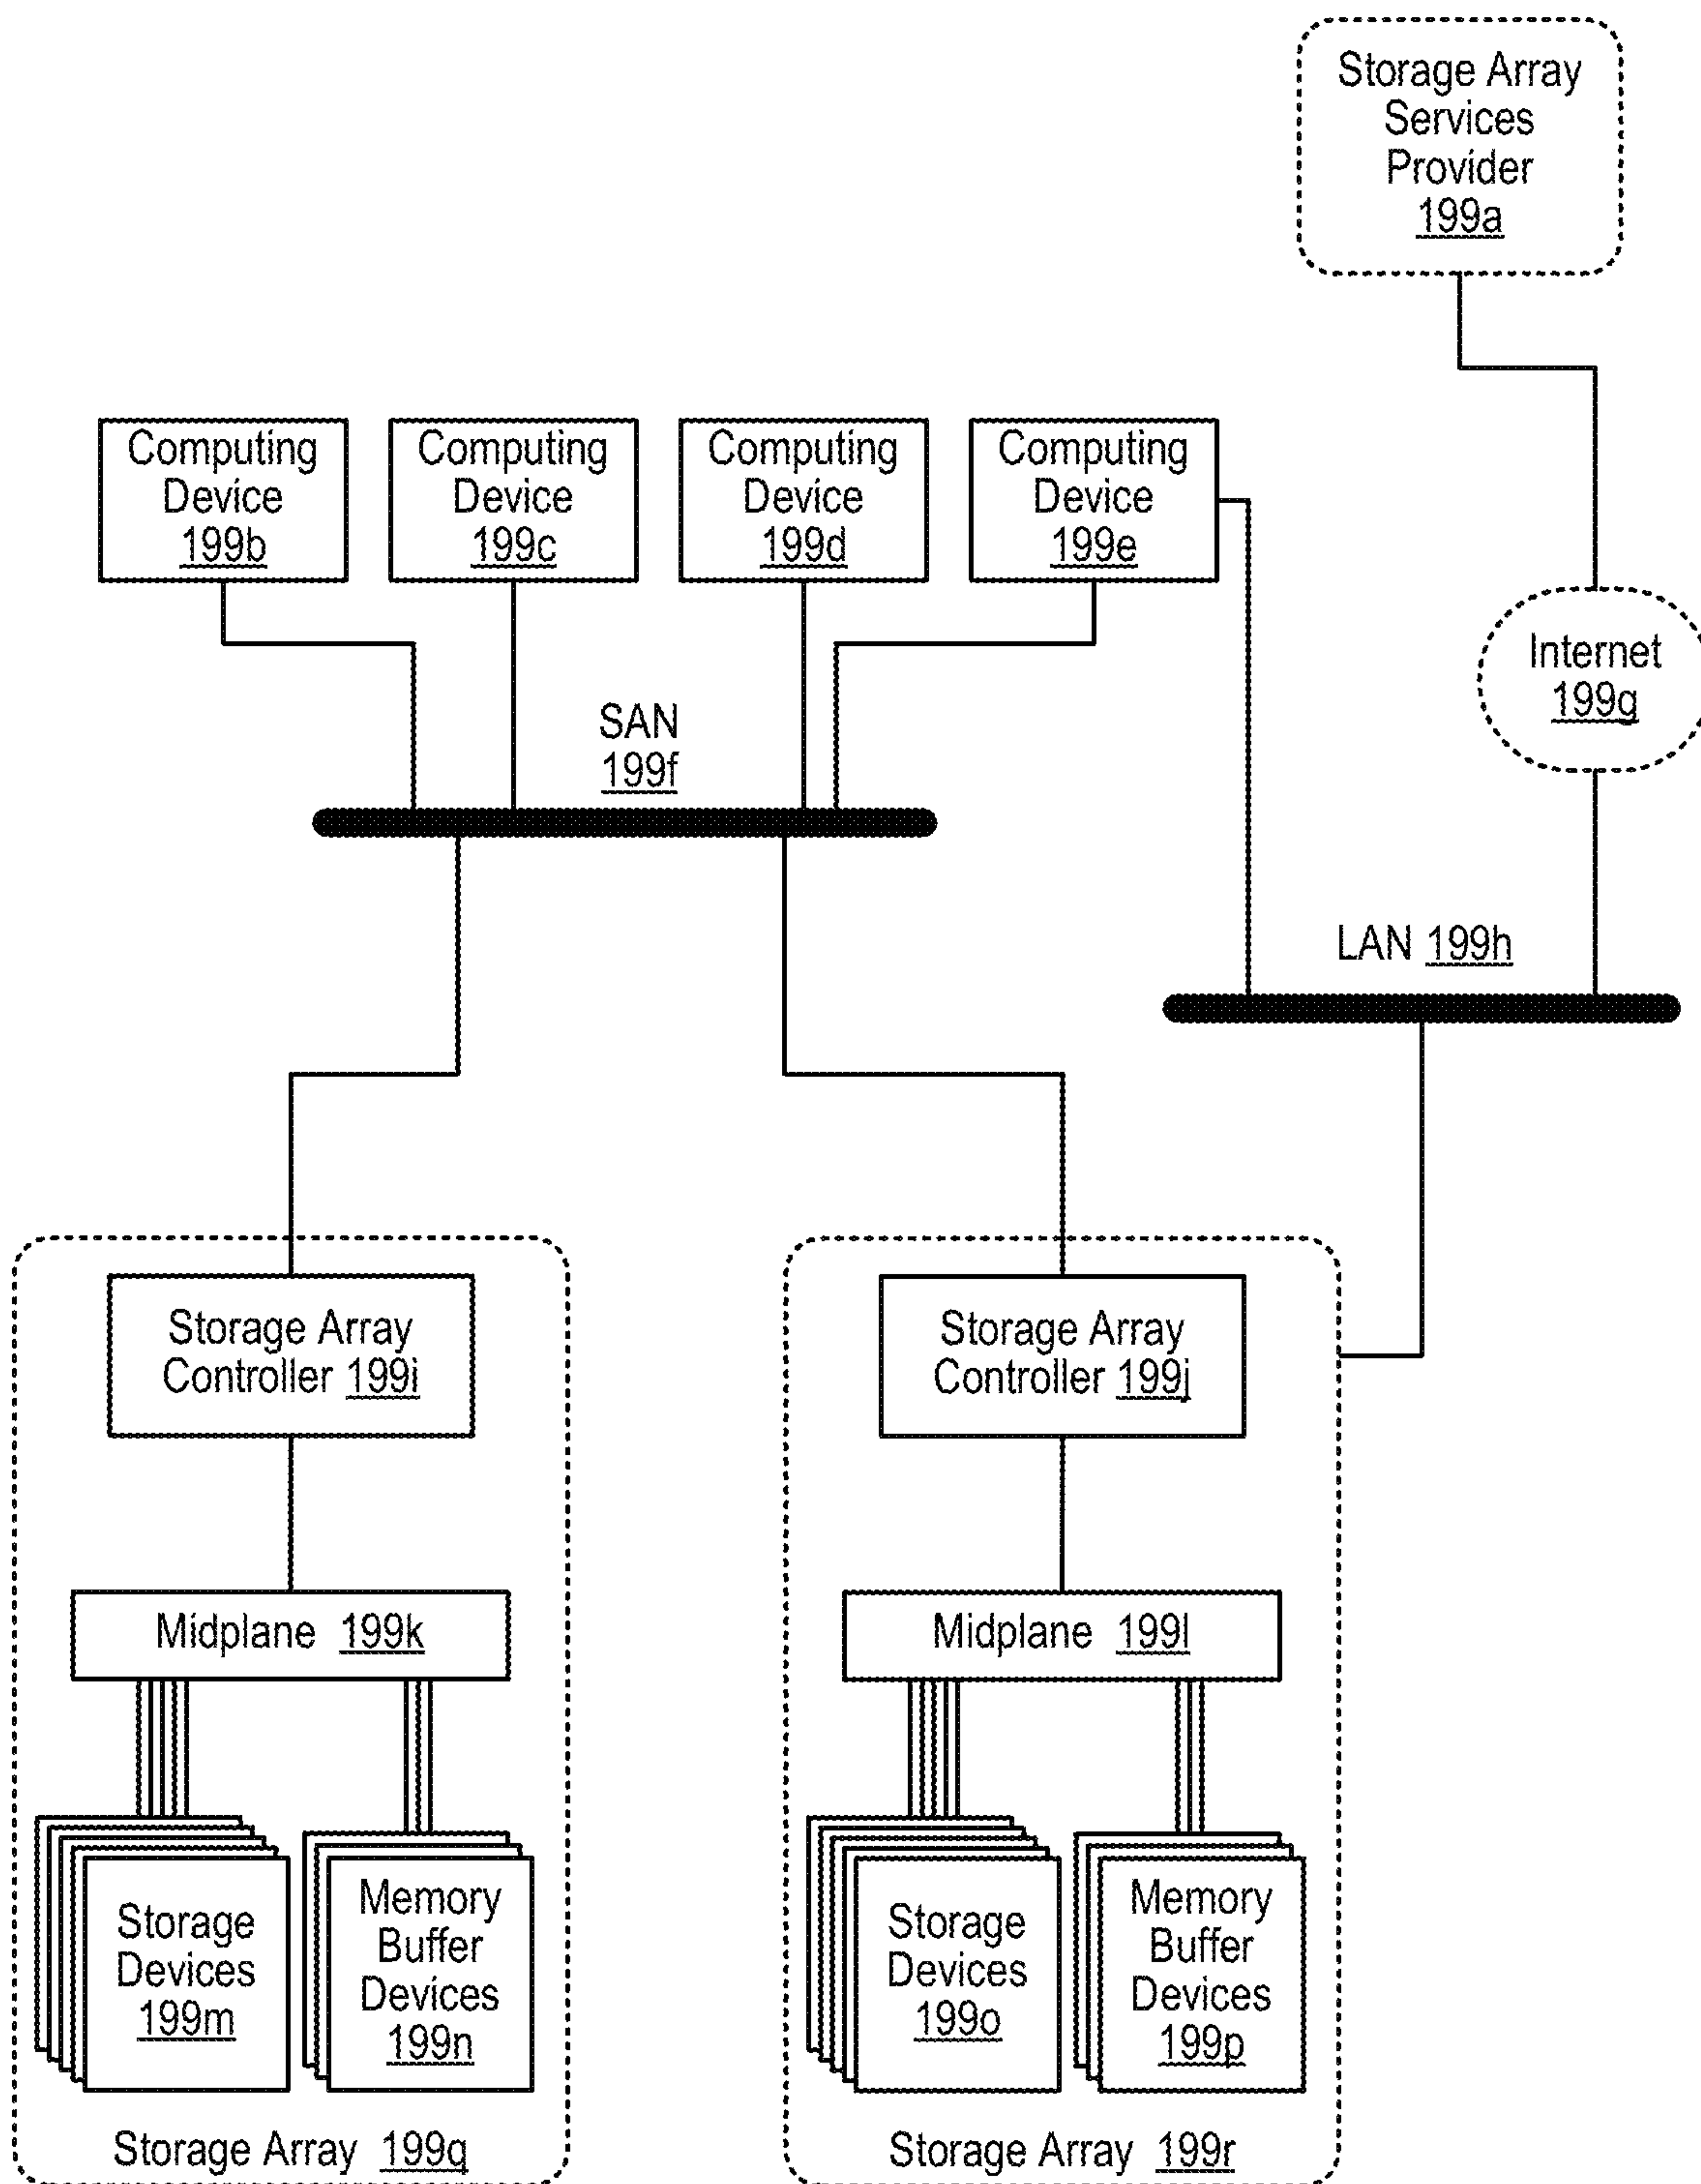 Storage Array
Services
Provider
199a
Computing
Device
199b
Computing
Device
199c
Computing
Device
199d
Computing
Device
199e
Internet
199g
SAN
199f
LAN 199h
Storage Array
Controller 199i
Storage Array
Controller 199j
Midplane 199k
Midplane 199l
Storage
Devices
199m
Memory
Buffer
Devices
199n
Storage
Devices
199o
Memory
Buffer
Devices
199p
Storage Array 199q
Storage Array 199r